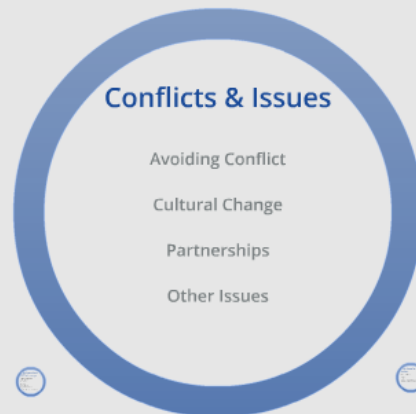 Conflicts & Issues
Avoiding Conflict
Cultural Change
Partnerships
Other Issues